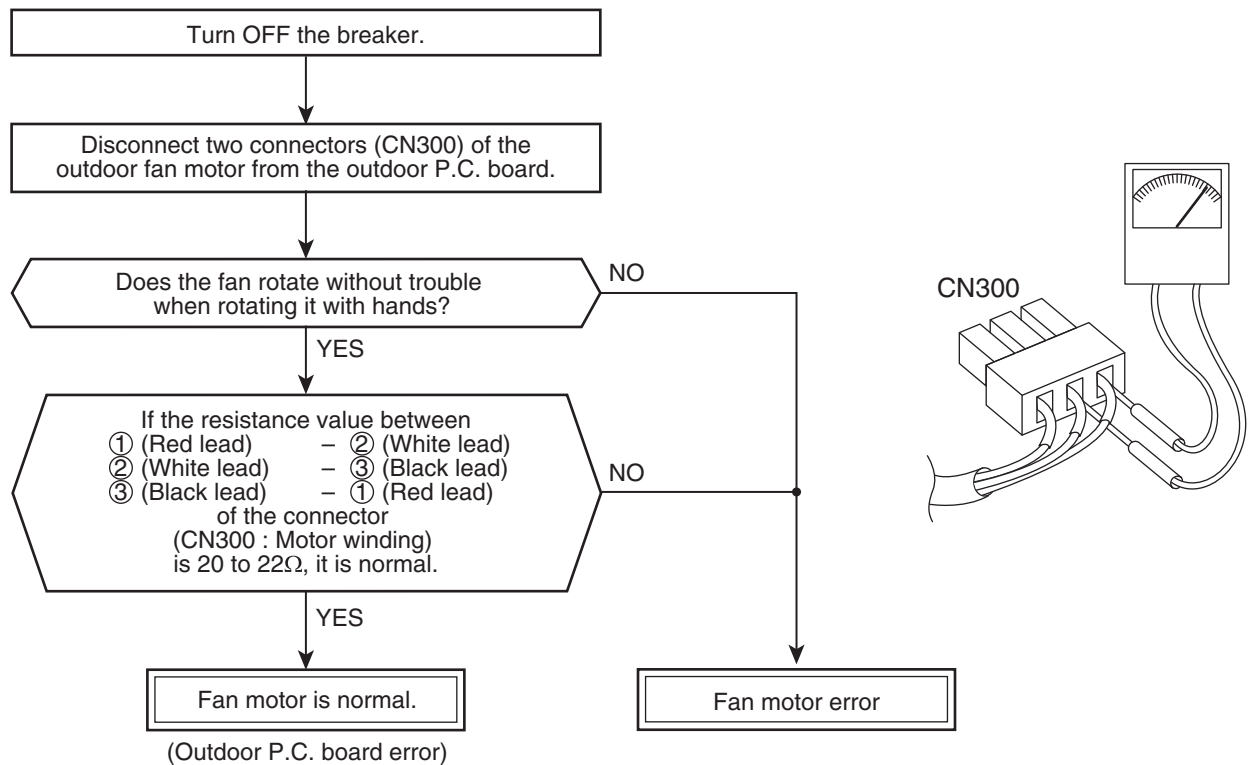 Turn OFF the breaker.
Disconnect two connectors (CN300) of the
outdoor fan motor from the outdoor P.C. board.
Does the fan rotate without trouble
when rotating it with hands?
NO
YES
If the resistance value between
① (Red lead) – ② (White lead)
② (White lead) – ③ (Black lead)
③ (Black lead) – ① (Red lead)
of the connector
(CN300 : Motor winding)
is 20 to 22Ω, it is normal.
NO
YES
Fan motor is normal.
(Outdoor P.C. board error)
Fan motor error
CN300